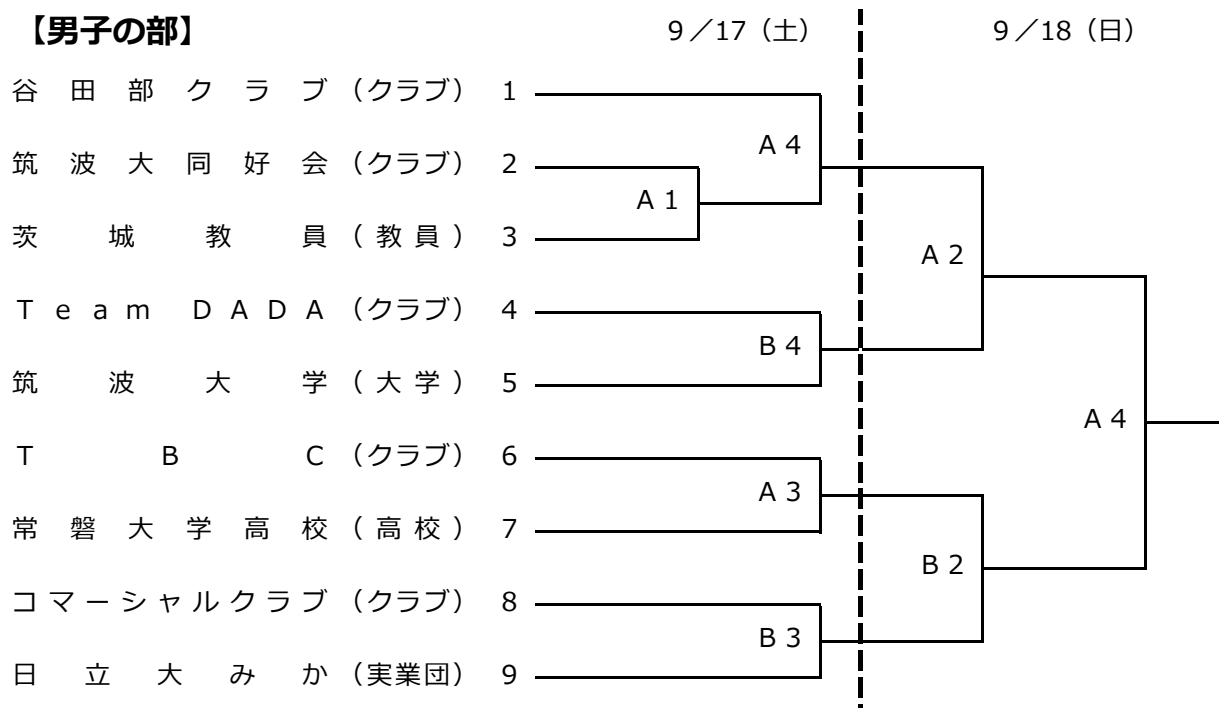 【男子の部】 9／17（土） 9／18（日）
谷田部クラブ（クラブ） 1
A 4
筑波大同好会（クラブ） 2
A 1
茨城教員（教員） 3
A 2
Team DADA（クラブ） 4
B 4
筑波大学（大学） 5
A 4
TBC（クラブ） 6
A 3
常磐大学高校（高校） 7
B 2
コマーシャルクラブ（クラブ） 8
B 3
日立大みか（実業団） 9